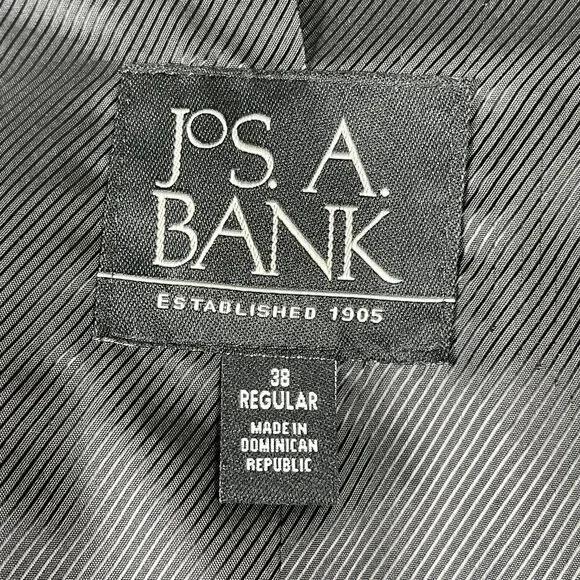 JoS. A.
BANK
ESTABLISHED 1905
38
REGULAR
MADE IN
DOMINICAN
REPUBLIC